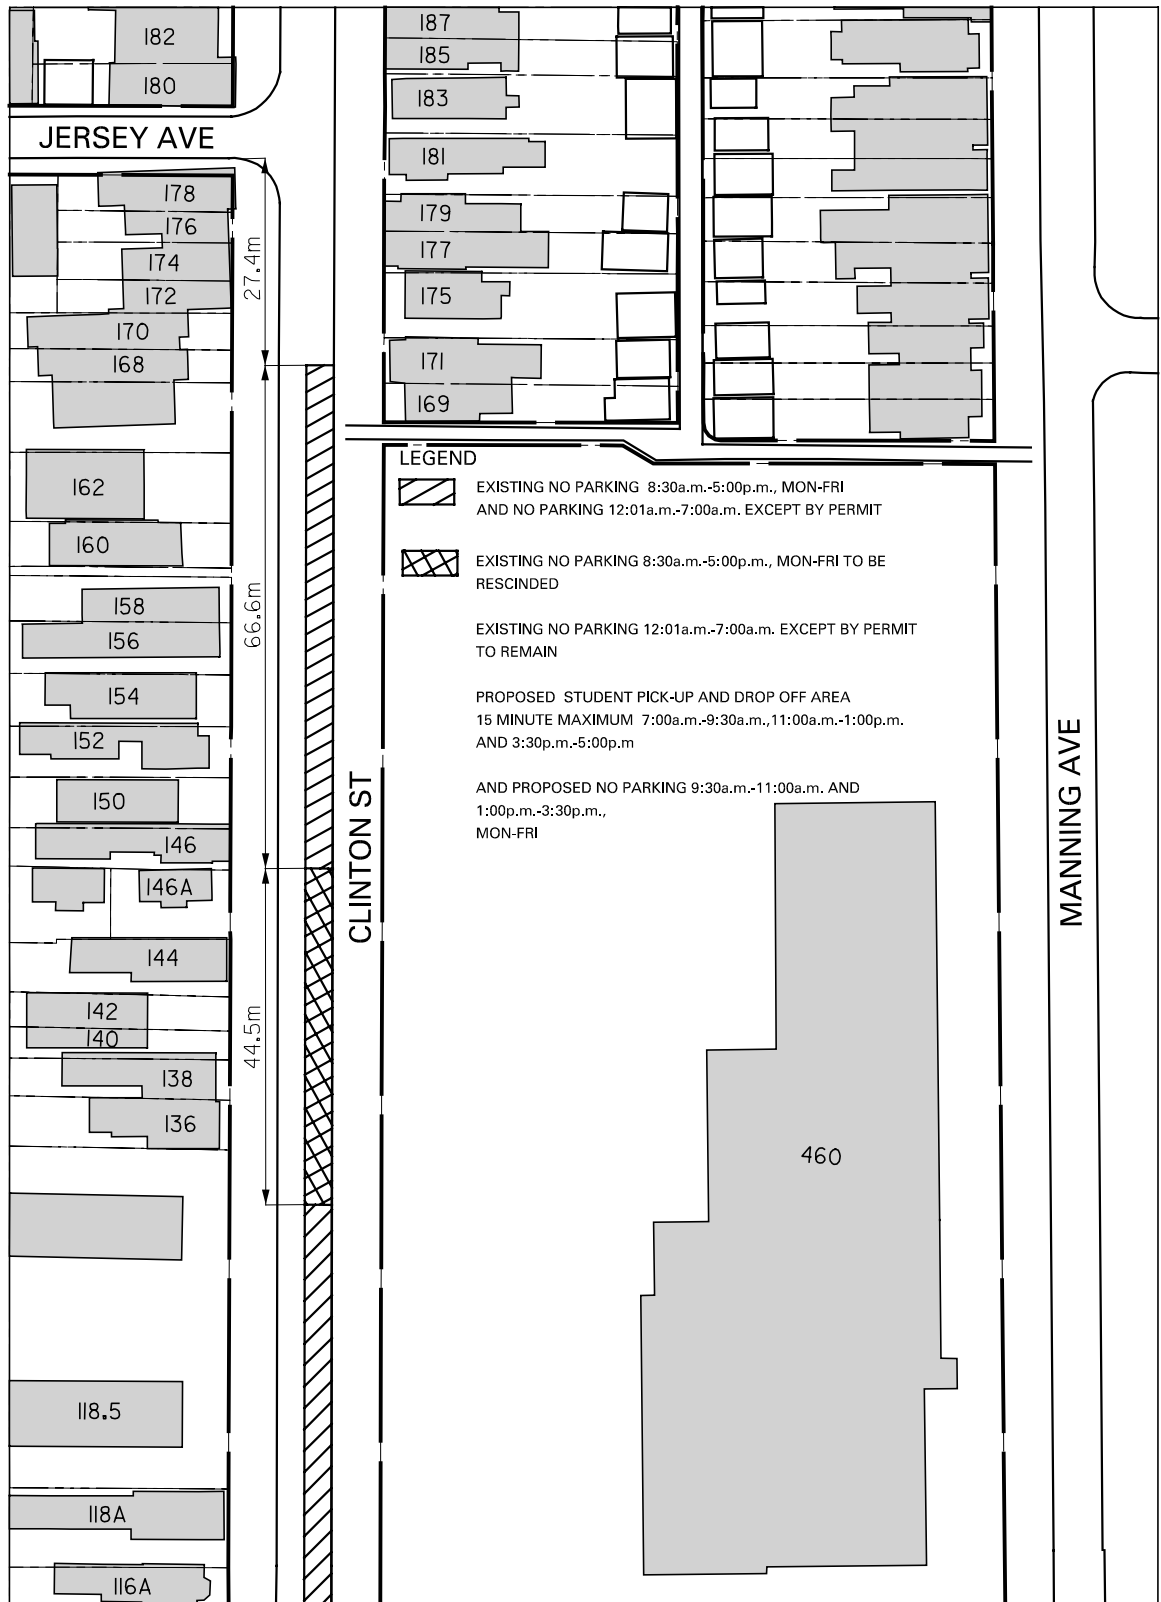 182
180
JERSEY AVE
178
176
174
172
170
168
162
160
158
156
154
152
150
146
146A
144
142
140
138
136
118.5
118A
116A
27.4m
66.6m
44.5m
187
185
183
181
179
177
175
171
169
CLINTON ST
LEGEND
EXISTING NO PARKING 8:30a.m.-5:00p.m., MON-FRI
AND NO PARKING 12:01a.m.-7:00a.m. EXCEPT BY PERMIT
EXISTING NO PARKING 8:30a.m.-5:00p.m., MON-FRI TO BE
RESCINDED
EXISTING NO PARKING 12:01a.m.-7:00a.m. EXCEPT BY PERMIT
TO REMAIN
PROPOSED STUDENT PICK-UP AND DROP OFF AREA
15 MINUTE MAXIMUM 7:00a.m.-9:30a.m.,11:00a.m.-1:00p.m.
AND 3:30p.m.-5:00p.m
AND PROPOSED NO PARKING 9:30a.m.-11:00a.m. AND
1:00p.m.-3:30p.m.,
MON-FRI
460
MANNING AVE